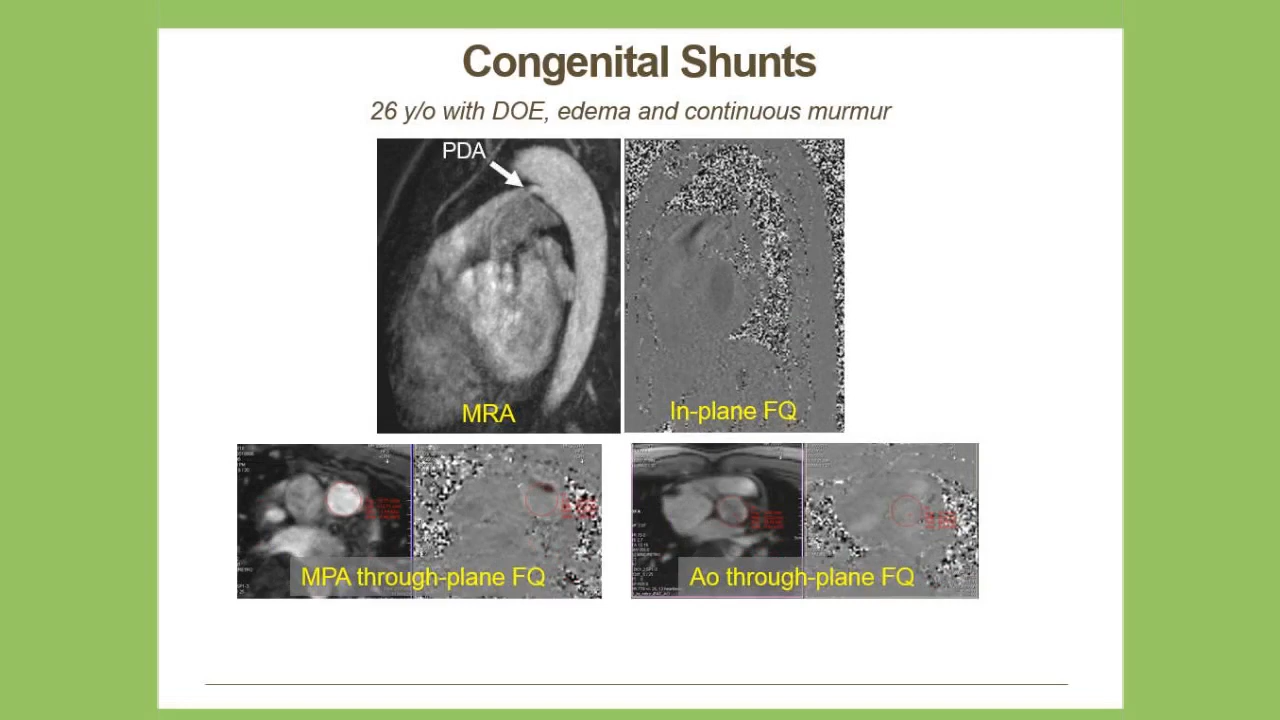 Congenital Shunts
26 y/o with DOE, edema and continuous murmur
PDA
MRA
In-plane FQ
MPA through-plane FQ
Ao through-plane FQ